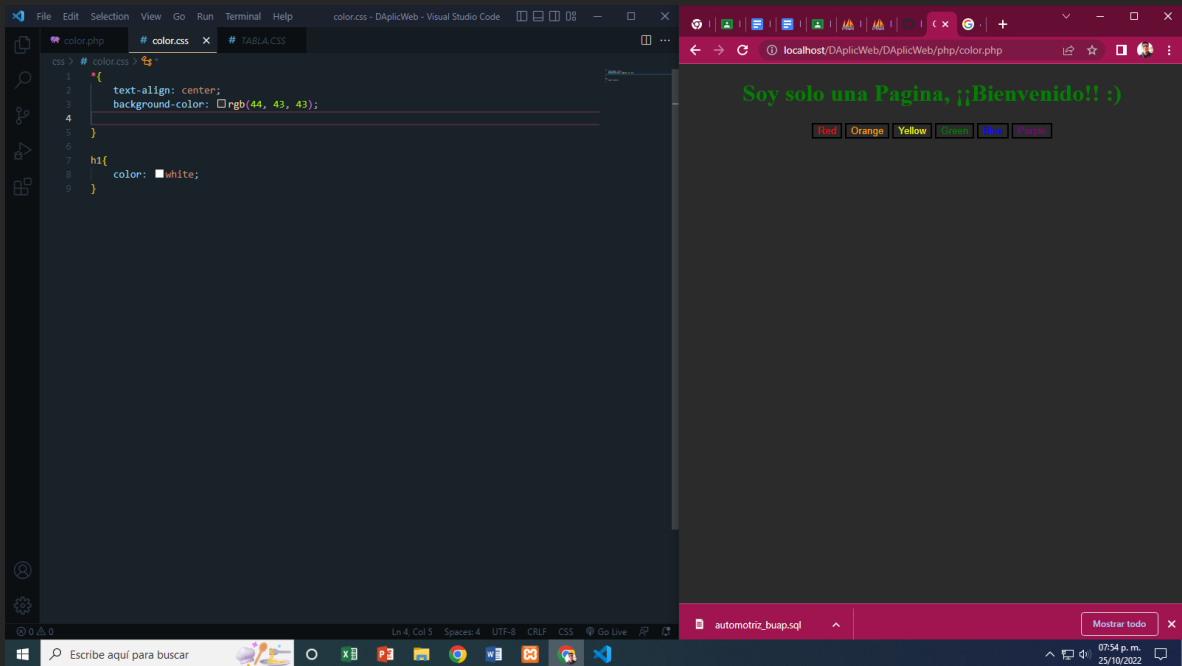 File Edit Selection View Go Run Terminal Help
color.css - DAplicWeb - Visual Studio Code
color.php
# color.css
# TABLA.CSS
css > # color.css > *
1 *{
2 text-align: center;
3 background-color: rgb(44, 43, 43);
4
5 }
6
7 h1{
8 color: white;
9 }
0 0
Ln 4, Col 5 Spaces: 4 UTF-8 CRLF CSS Go Live
localhost/DAplicWeb/DAplicWeb/php/color.php
Soy solo una Pagina, ¡¡Bienvenido!! :)
Red Orange Yellow Green Blue Purple
automotriz_buap.sql
Mostrar todo
Escribe aquí para buscar
07:54 p. m.
25/10/2022